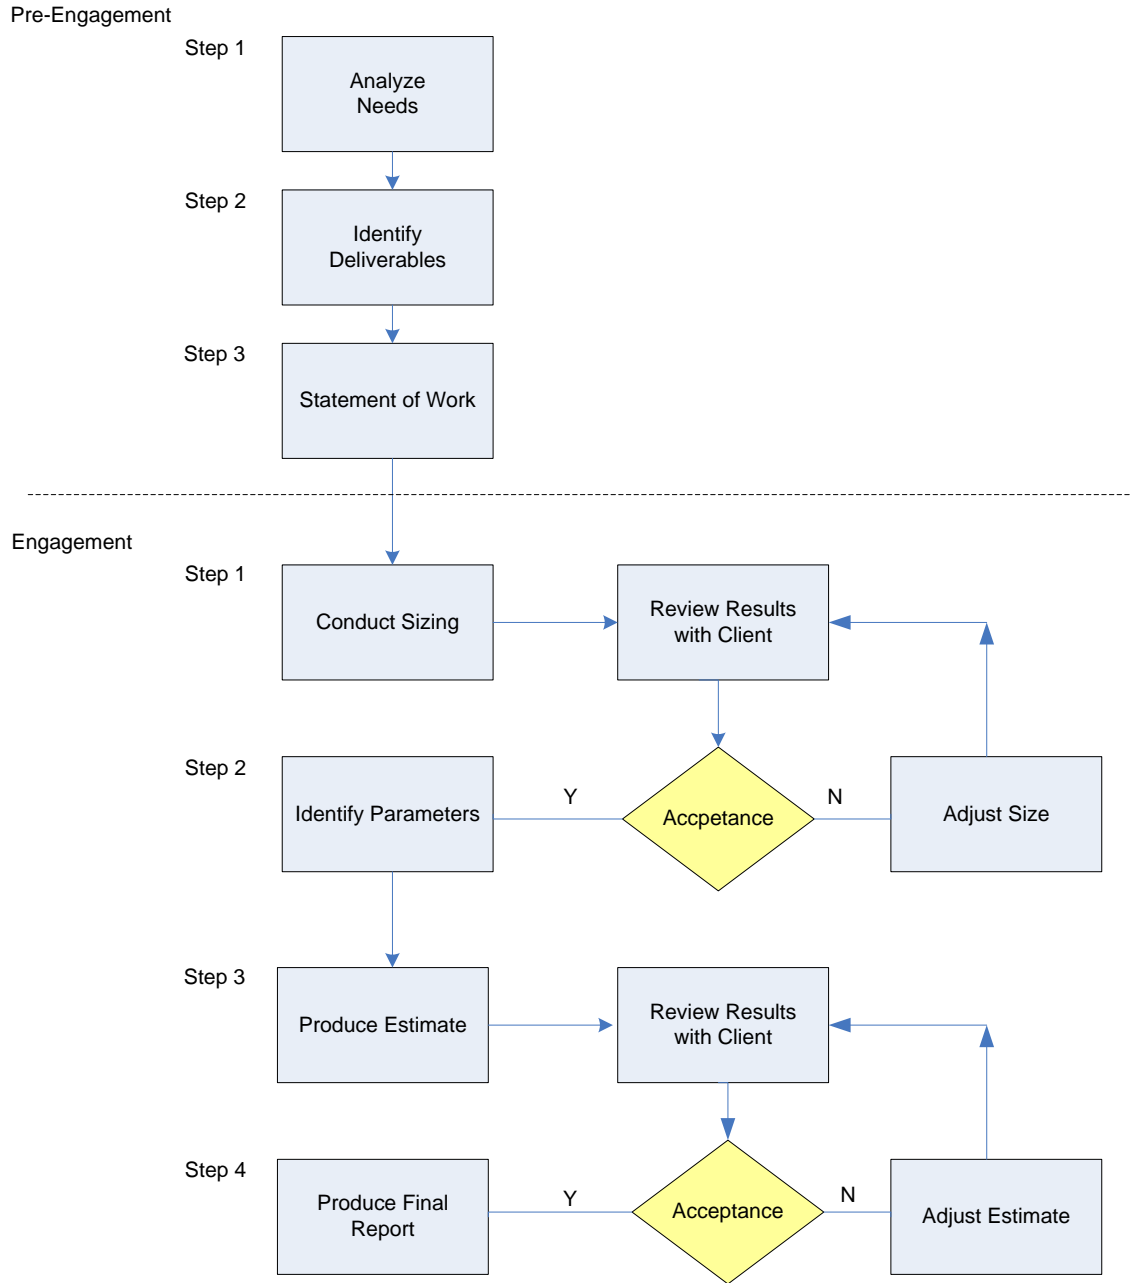 Pre-Engagement
Step 1
Analyze
Needs
Step 2
Identify
Deliverables
Step 3
Statement of Work
Engagement
Step 1
Conduct Sizing
Review Results
with Client
Step 2
Identify Parameters
Y
Accpetance
N
Adjust Size
Step 3
Produce Estimate
Review Results
with Client
Step 4
Produce Final
Report
Y
Acceptance
N
Adjust Estimate